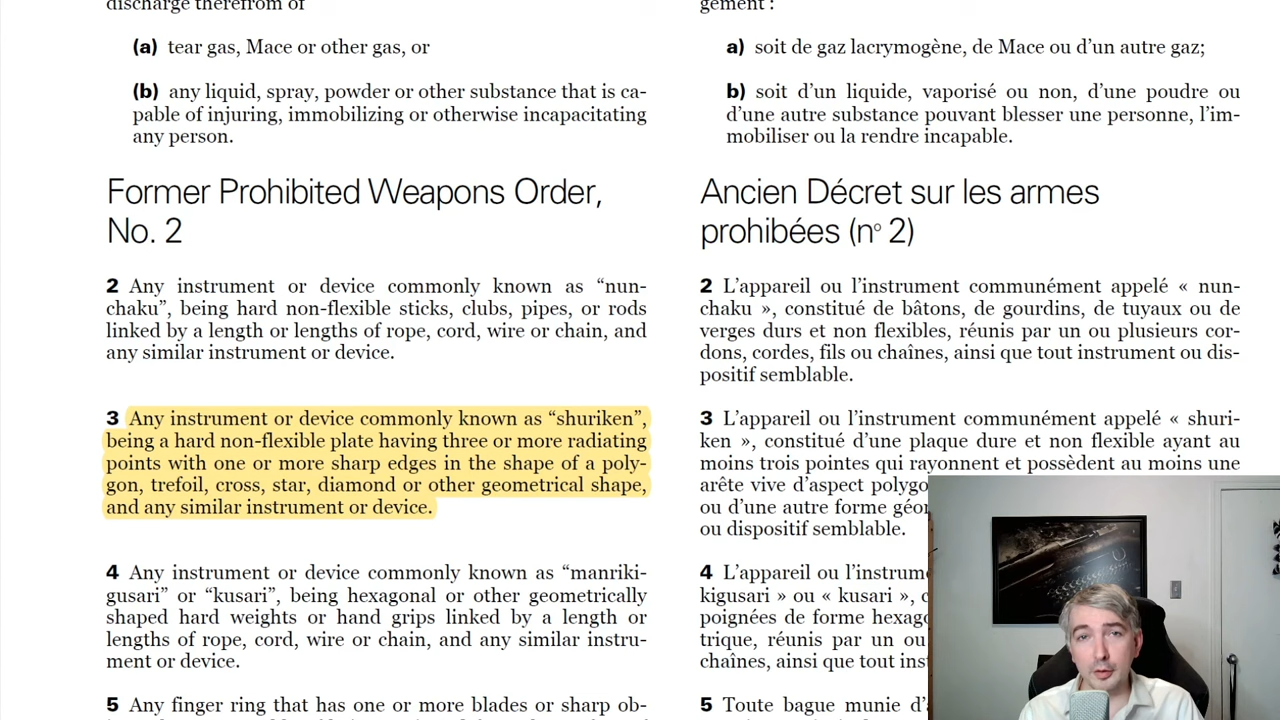 discharge therefrom of
(a) tear gas, Mace or other gas, or
(b) any liquid, spray, powder or other substance that is ca-
pable of injuring, immobilizing or otherwise incapacitating
any person.
Former Prohibited Weapons Order,
No. 2
2 Any instrument or device commonly known as “nun-
chaku”, being hard non-flexible sticks, clubs, pipes, or rods
linked by a length or lengths of rope, cord, wire or chain, and
any similar instrument or device.
3 Any instrument or device commonly known as “shuriken”,
being a hard non-flexible plate having three or more radiating
points with one or more sharp edges in the shape of a poly-
gon, trefoil, cross, star, diamond or other geometrical shape,
and any similar instrument or device.
4 Any instrument or device commonly known as “manriki-
gusari” or “kusari”, being hexagonal or other geometrically
shaped hard weights or hand grips linked by a length or
lengths of rope, cord, wire or chain, and any similar instru-
ment or device.
5 Any finger ring that has one or more blades or sharp ob-
gement :
a) soit de gaz lacrymogène, de Mace ou d’un autre gaz;
b) soit d’un liquide, vaporisé ou non, d’une poudre ou
d’une autre substance pouvant blesser une personne, l’im-
mobiliser ou la rendre incapable.
Ancien Décret sur les armes
prohibées (nº 2)
2 L’appareil ou l’instrument communément appelé « nun-
chaku », constitué de bâtons, de gourdins, de tuyaux ou de
verges durs et non flexibles, réunis par un ou plusieurs cor-
dons, cordes, fils ou chaînes, ainsi que tout instrument ou dis-
positif semblable.
3 L’appareil ou l’instrument communément appelé « shuri-
ken », constitué d’une plaque dure et non flexible ayant au
moins trois pointes qui rayonnent et possèdent au moins une
arête vive d’aspect polygo
ou d’une autre forme géo
ou dispositif semblable.
4 L’appareil ou l’instrum
kigusari » ou « kusari », c
poignées de forme hexag
trique, réunis par un ou
chaînes, ainsi que tout ins
5 Toute bague munie d’